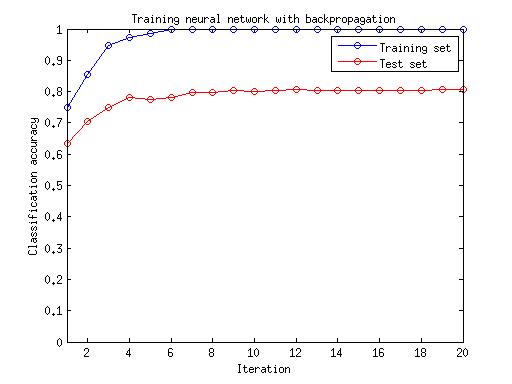 Training neural network with backpropagation
1
0.9
0.8
0.7
0.6
0.5
0.4
0.3
0.2
0.1
0
Classification accuracy
Training set
Test set
2 4 6 8 10 12 14 16 18 20
Iteration